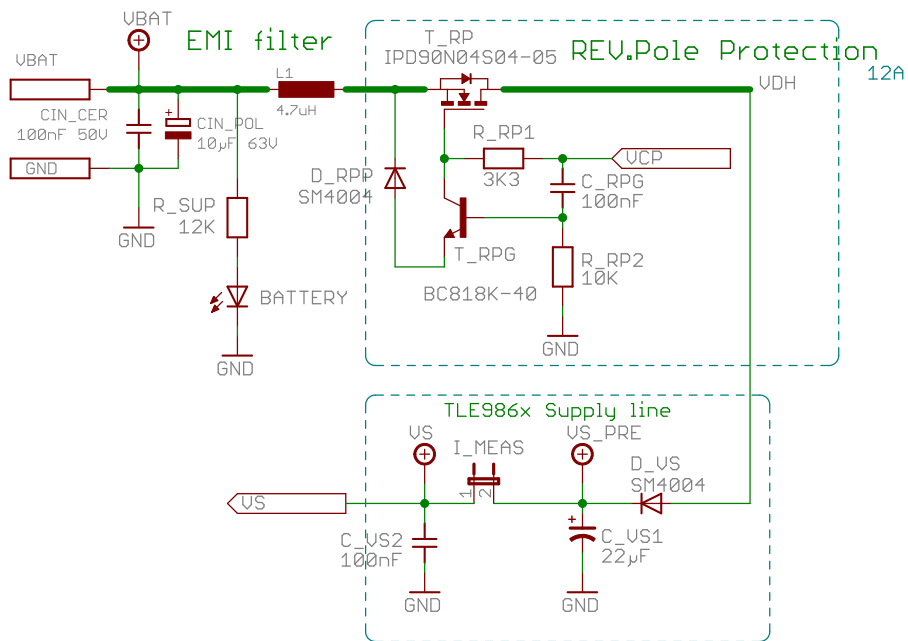 VBAT
EMI filter
T_RP
IPD90N04S04-05
REV.Pole Protection
12A
VBAT
L1
4.7uH
VDH
CIN_CER
100nF 50V
+
CIN_POL
10µF 63V
GND
R_RP1
3K3
VCP
D_RPP
SM4004
C_RPG
100nF
R_SUP
12K
GND
T_RPG
BC818K-40
R_RP2
10K
BATTERY
GND
GND
TLE986x Supply line
VS
I_MEAS
VS_PRE
D_VS
SM4004
VS
1
2
+
C_VS2
100nF
C_VS1
22µF
GND
GND